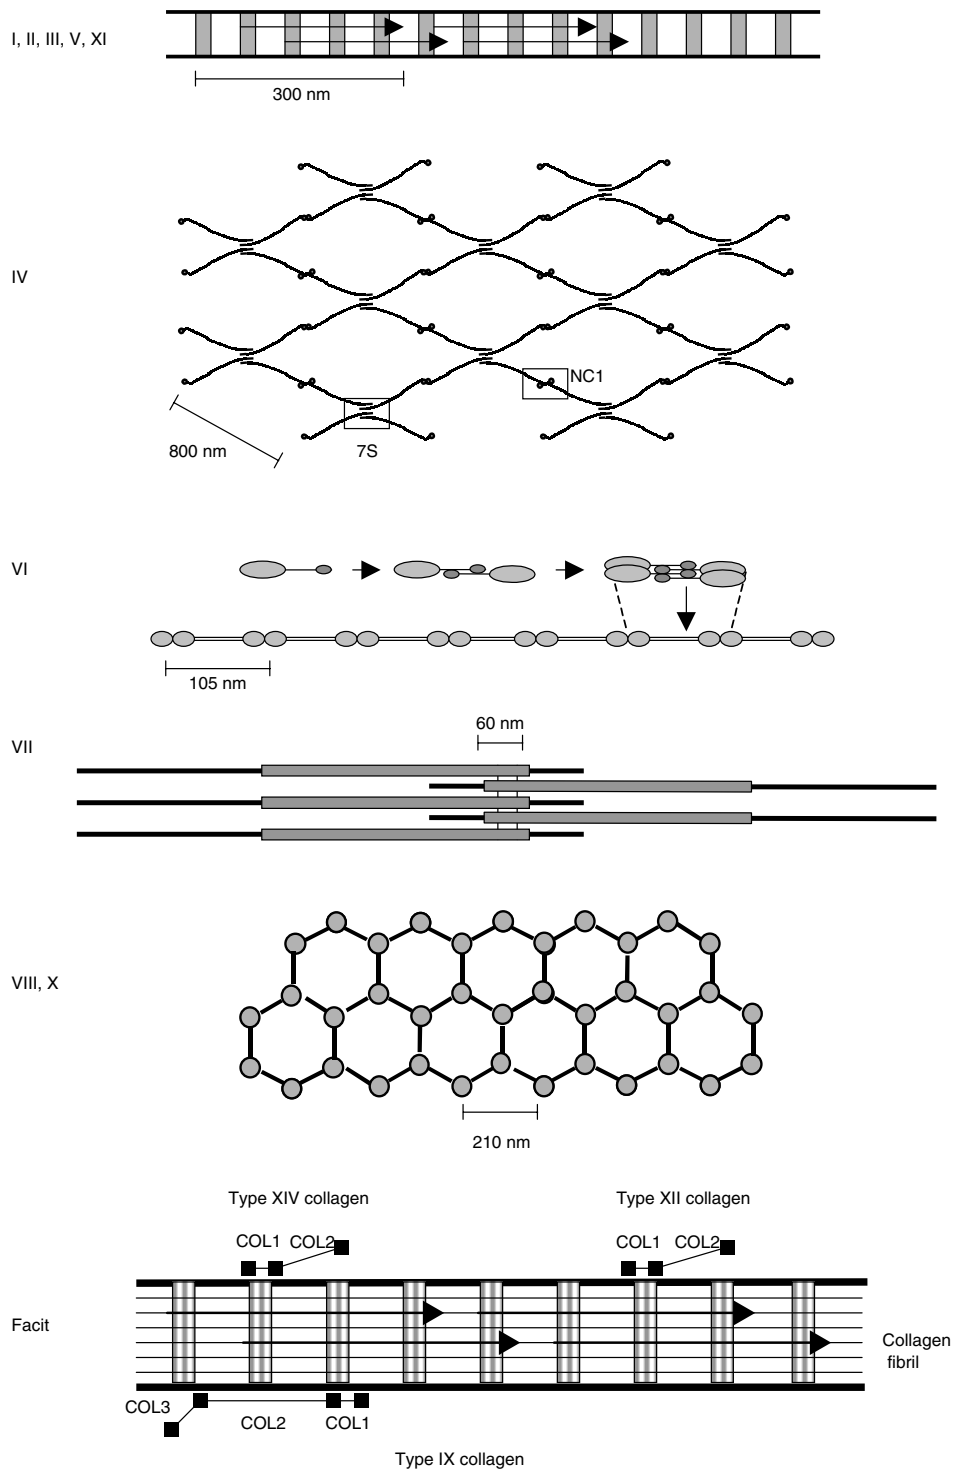 I, II, III, V, XI
300 nm
IV
NC1
800 nm
7S
VI
105 nm
60 nm
VII
VIII, X
210 nm
Type XIV collagen
Type XII collagen
COL1 COL2
COL1 COL2
Facit
Collagen
fibril
COL3
COL2
COL1
Type IX collagen